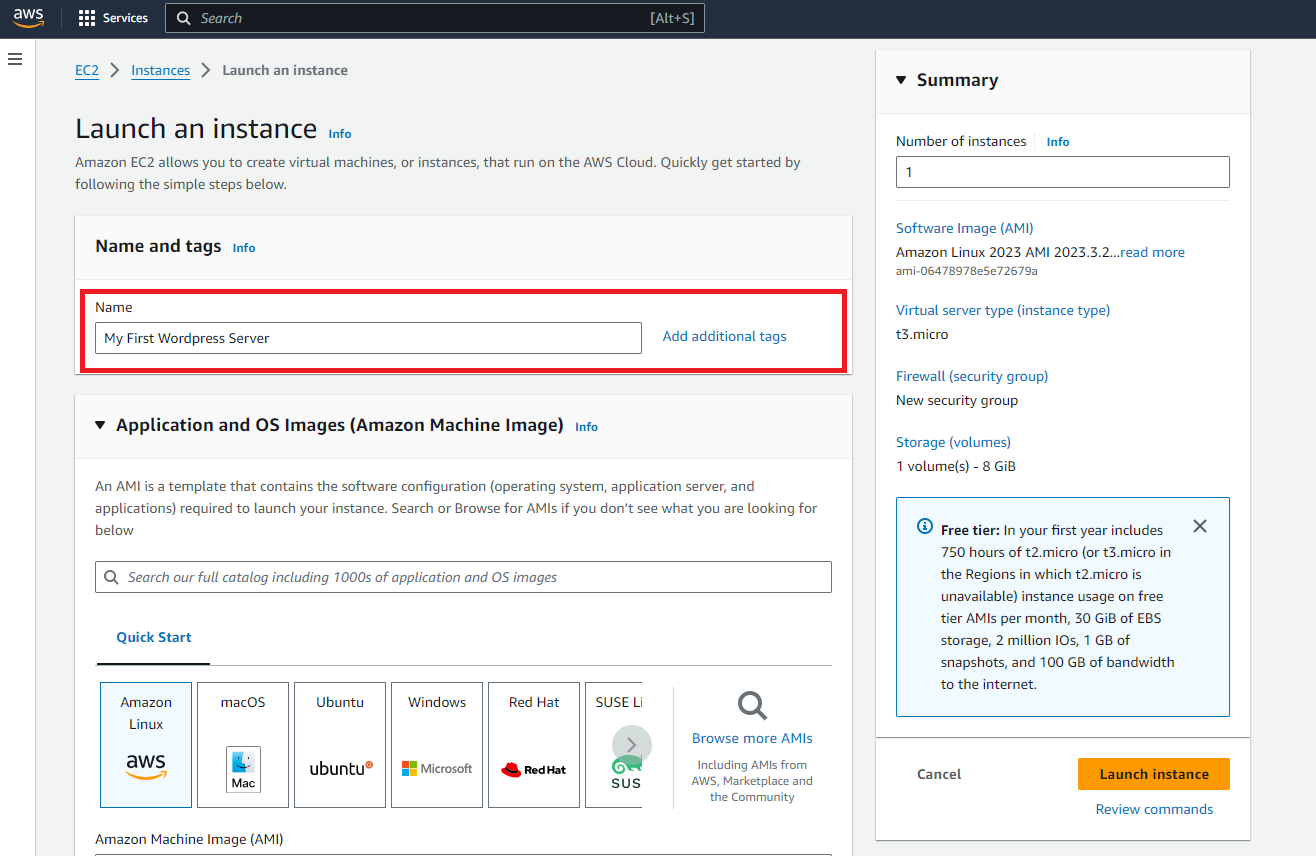 aws
Services
Search
[Alt+S]
EC2 > Instances > Launch an instance
Launch an instance Info
Amazon EC2 allows you to create virtual machines, or instances, that run on the AWS Cloud. Quickly get started by
following the simple steps below.
Name and tags Info
Name
My First Wordpress Server
Add additional tags
Application and OS Images (Amazon Machine Image) Info
An AMI is a template that contains the software configuration (operating system, application server, and
applications) required to launch your instance. Search or Browse for AMIs if you don’t see what you are looking for
below
Search our full catalog including 1000s of application and OS images
Quick Start
Amazon
Linux
aws
macOS
Mac
Ubuntu
ubuntu
Windows
Microsoft
Red Hat
Red Hat
SUSE Li
SUS
Browse more AMIs
Including AMIs from
AWS, Marketplace and
the Community
Amazon Machine Image (AMI)
Summary
Number of instances Info
1
Software Image (AMI)
Amazon Linux 2023 AMI 2023.3.2...read more
ami-06478978e5e72679a
Virtual server type (instance type)
t3.micro
Firewall (security group)
New security group
Storage (volumes)
1 volume(s) - 8 GiB
Free tier: In your first year includes
750 hours of t2.micro (or t3.micro in
the Regions in which t2.micro is
unavailable) instance usage on free
tier AMIs per month, 30 GiB of EBS
storage, 2 million IOs, 1 GB of
snapshots, and 100 GB of bandwidth
to the internet.
Cancel
Launch instance
Review commands